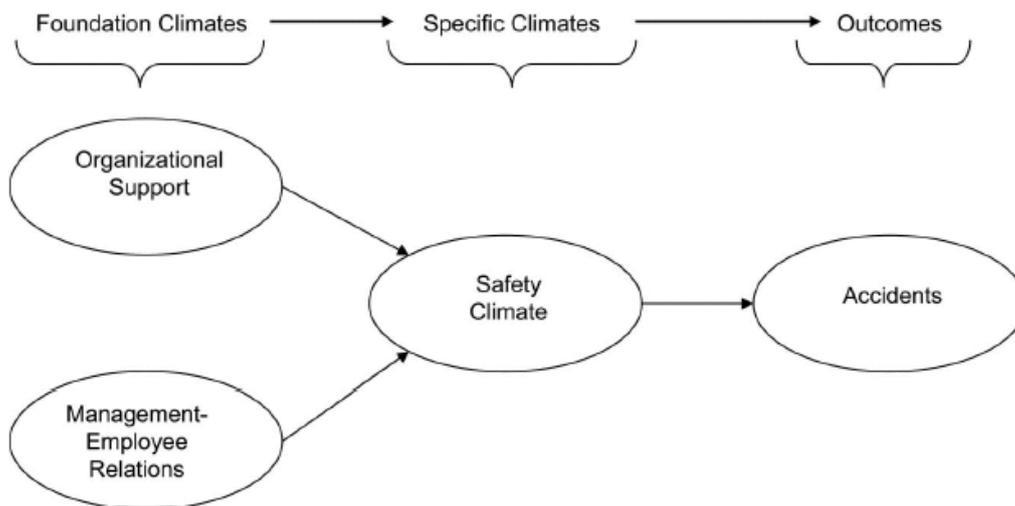 Foundation Climates
Specific Climates
Outcomes
Organizational
Support
Safety
Climate
Accidents
Management-
Employee
Relations